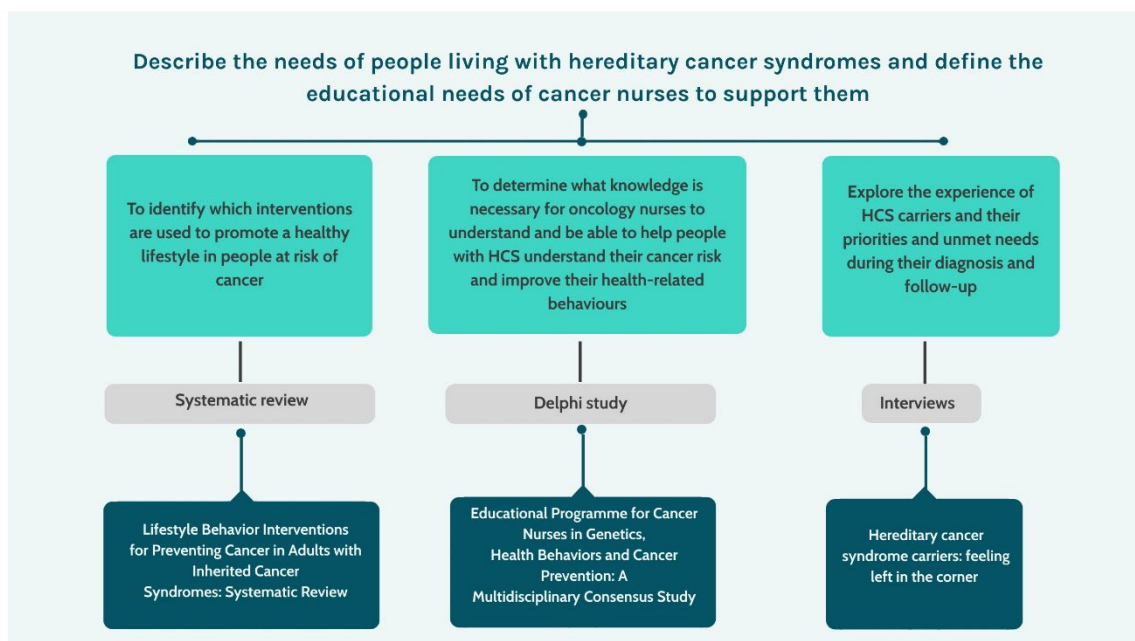 Describe the needs of people living with hereditary cancer syndromes and define the
educational needs of cancer nurses to support them
To identify which interventions
are used to promote a healthy
lifestyle in people at risk of
cancer
To determine what knowledge is
necessary for oncology nurses to
understand and be able to help people
with HCS understand their cancer risk
and improve their health-related
behaviours
Explore the experience of
HCS carriers and their
priorities and unmet needs
during their diagnosis and
follow-up
Systematic review
Delphi study
Interviews
Lifestyle Behavior Interventions
for Preventing Cancer in Adults with
Inherited Cancer
Syndromes: Systematic Review
Educational Programme for Cancer
Nurses in Genetics,
Health Behaviors and Cancer
Prevention: A
Multidisciplinary Consensus Study
Hereditary cancer
syndrome carriers: feeling
left in the corner